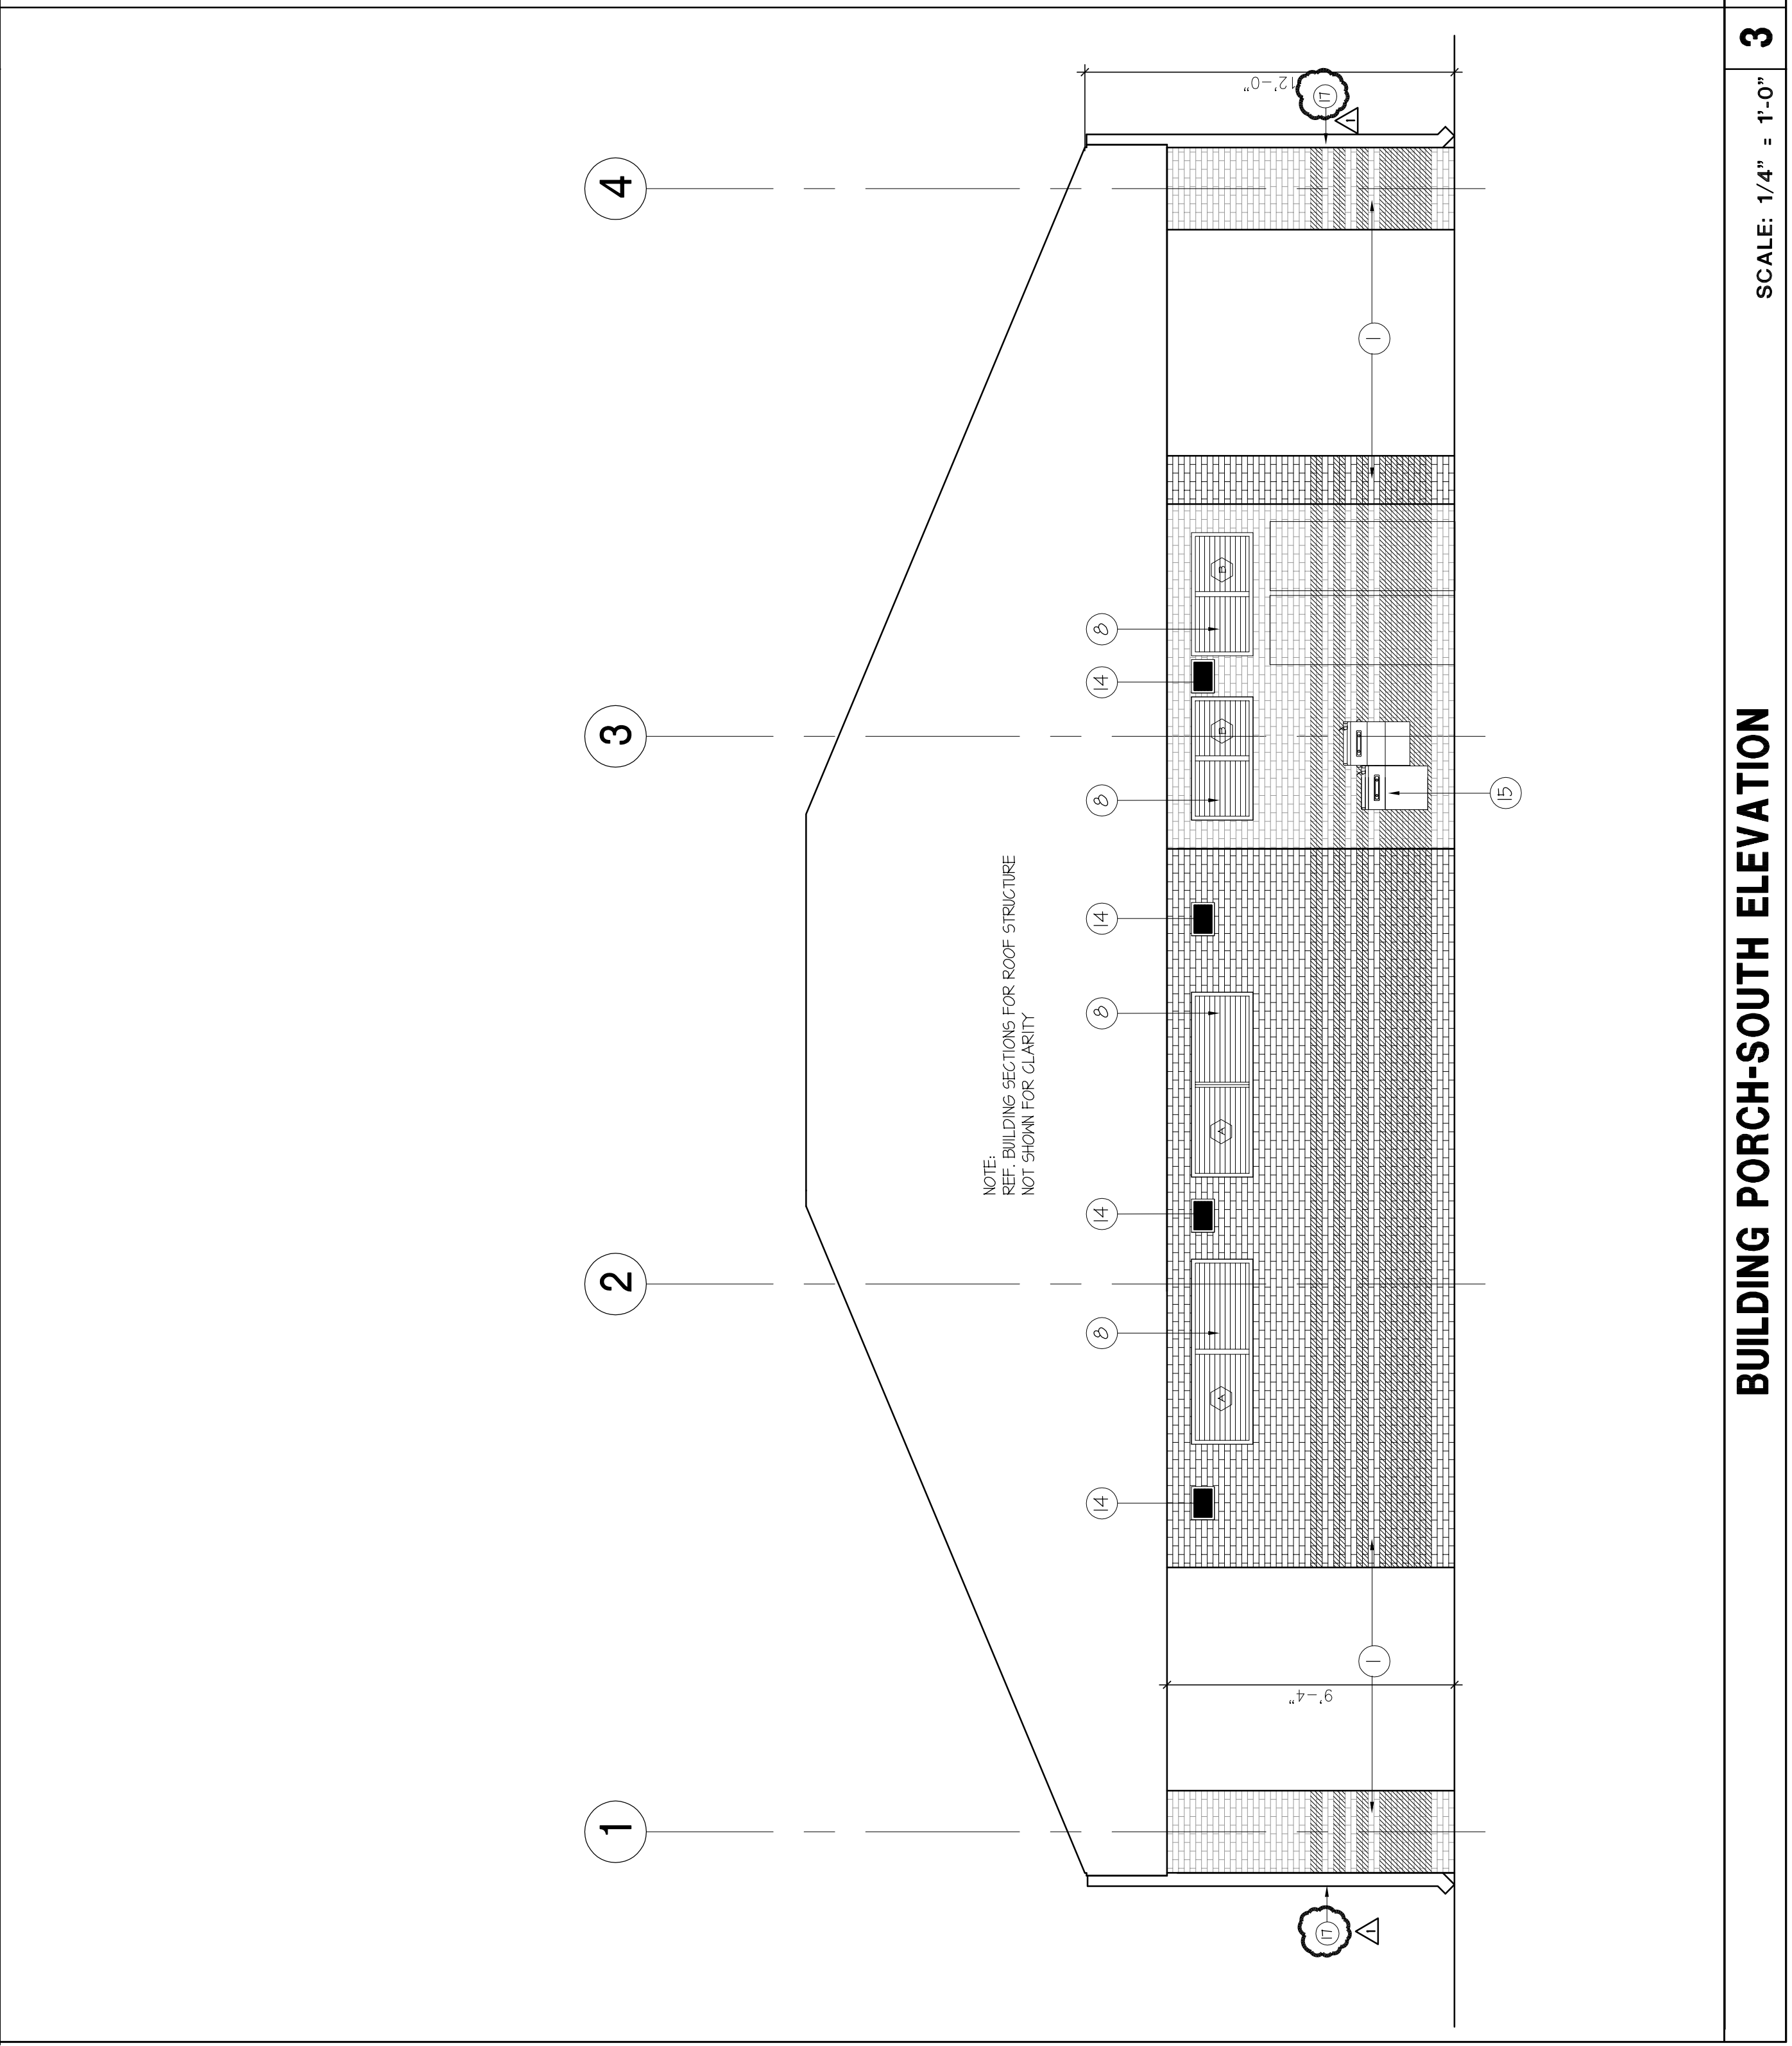 1
2
3
4
NOTE:
REF. BUILDING SECTIONS FOR ROOF STRUCTURE
NOT SHOWN FOR CLARITY
14
8
14
8
14
8
14
8
A
A
B
B
17
1
9'-4"
1
15
1
17
1
12'-0"
BUILDING PORCH-SOUTH ELEVATION
SCALE: 1/4" = 1'-0"
3